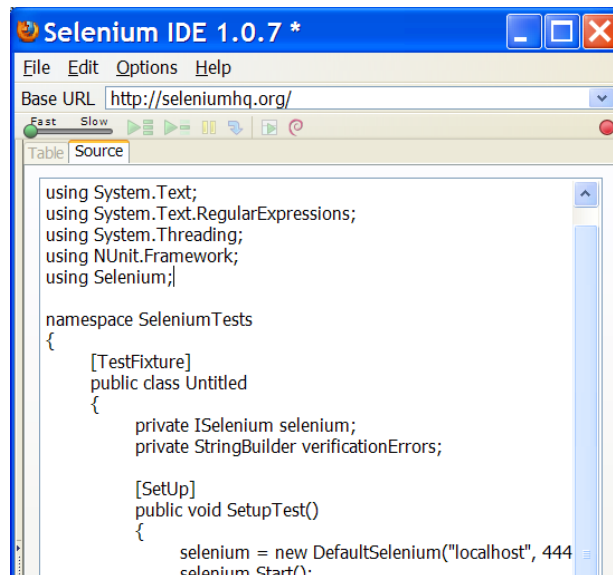 Selenium IDE 1.0.7 *
File Edit Options Help
Base URL http://seleniumhq.org/
Fast Slow
Table Source
using System.Text;
using System.Text.RegularExpressions;
using System.Threading;
using NUnit.Framework;
using Selenium;
namespace SeleniumTests
{
[TestFixture]
public class Untitled
{
private ISelenium selenium;
private StringBuilder verificationErrors;
[SetUp]
public void SetupTest()
{
selenium = new DefaultSelenium("localhost", 444
selenium.Start();